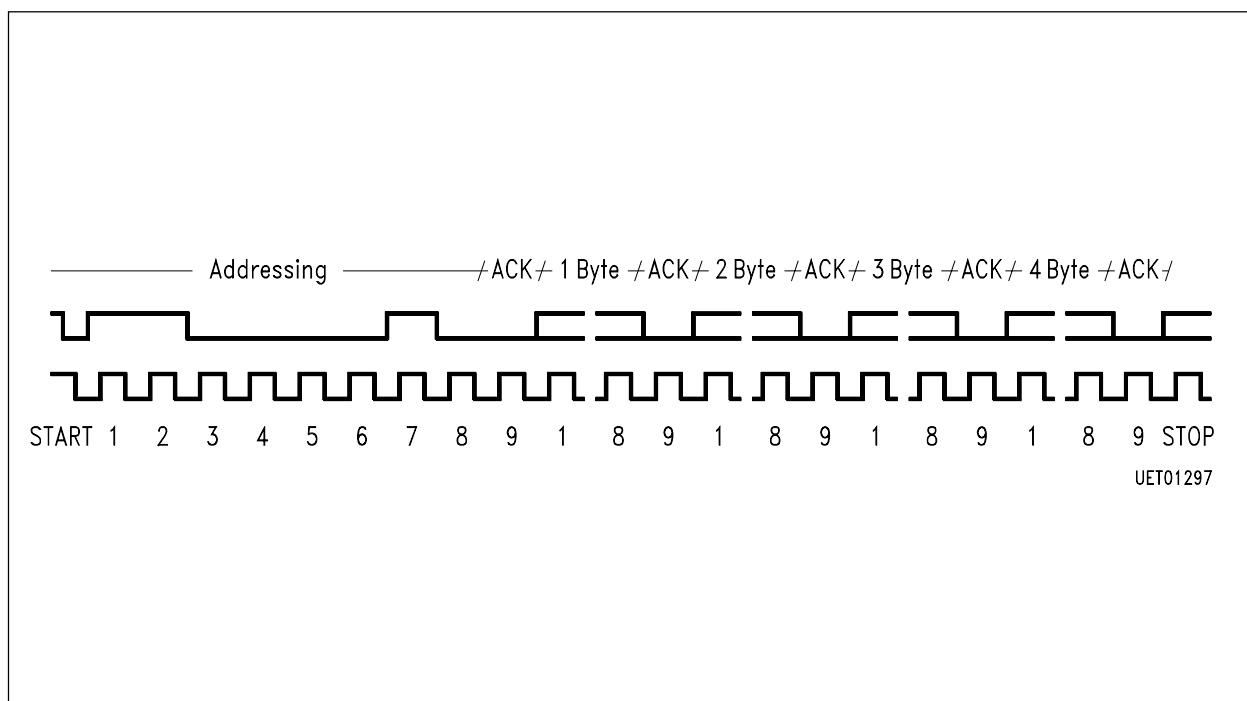 Addressing ACK 1 Byte ACK 2 Byte ACK 3 Byte ACK 4 Byte ACK
START 1 2 3 4 5 6 7 8 9 1 8 9 1 8 9 1 8 9 1 8 9 STOP
UET01297